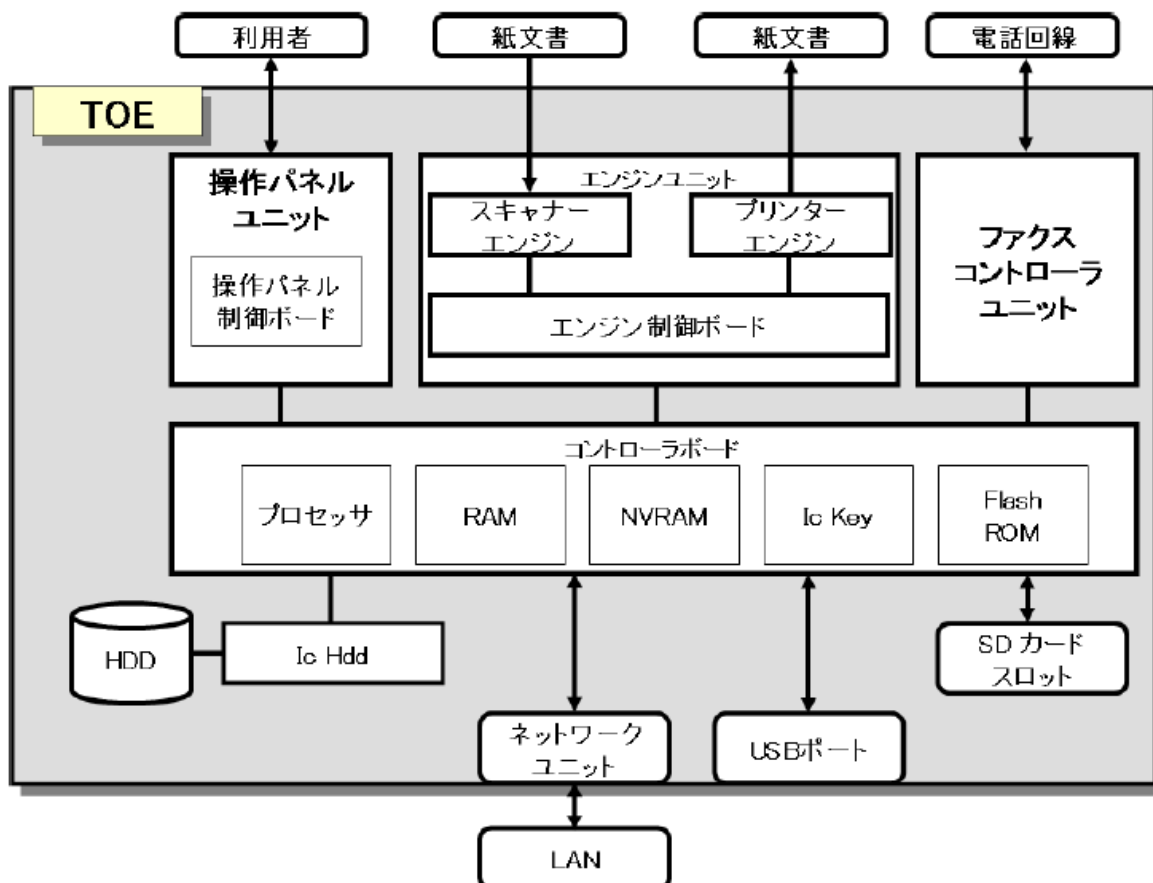 利用者
紙文書
紙文書
電話回線
TOE
操作パネル
ユニット
操作パネル
制御ボード
エンジンユニット
スキャナー
エンジン
プリンター
エンジン
エンジン制御ボード
ファクス
コントローラ
ユニット
コントローラボード
プロセッサ
RAM
NVRAM
Ic Key
Flash
ROM
HDD
Ic Hdd
SD カード
スロット
ネットワーク
ユニット
USBポート
LAN